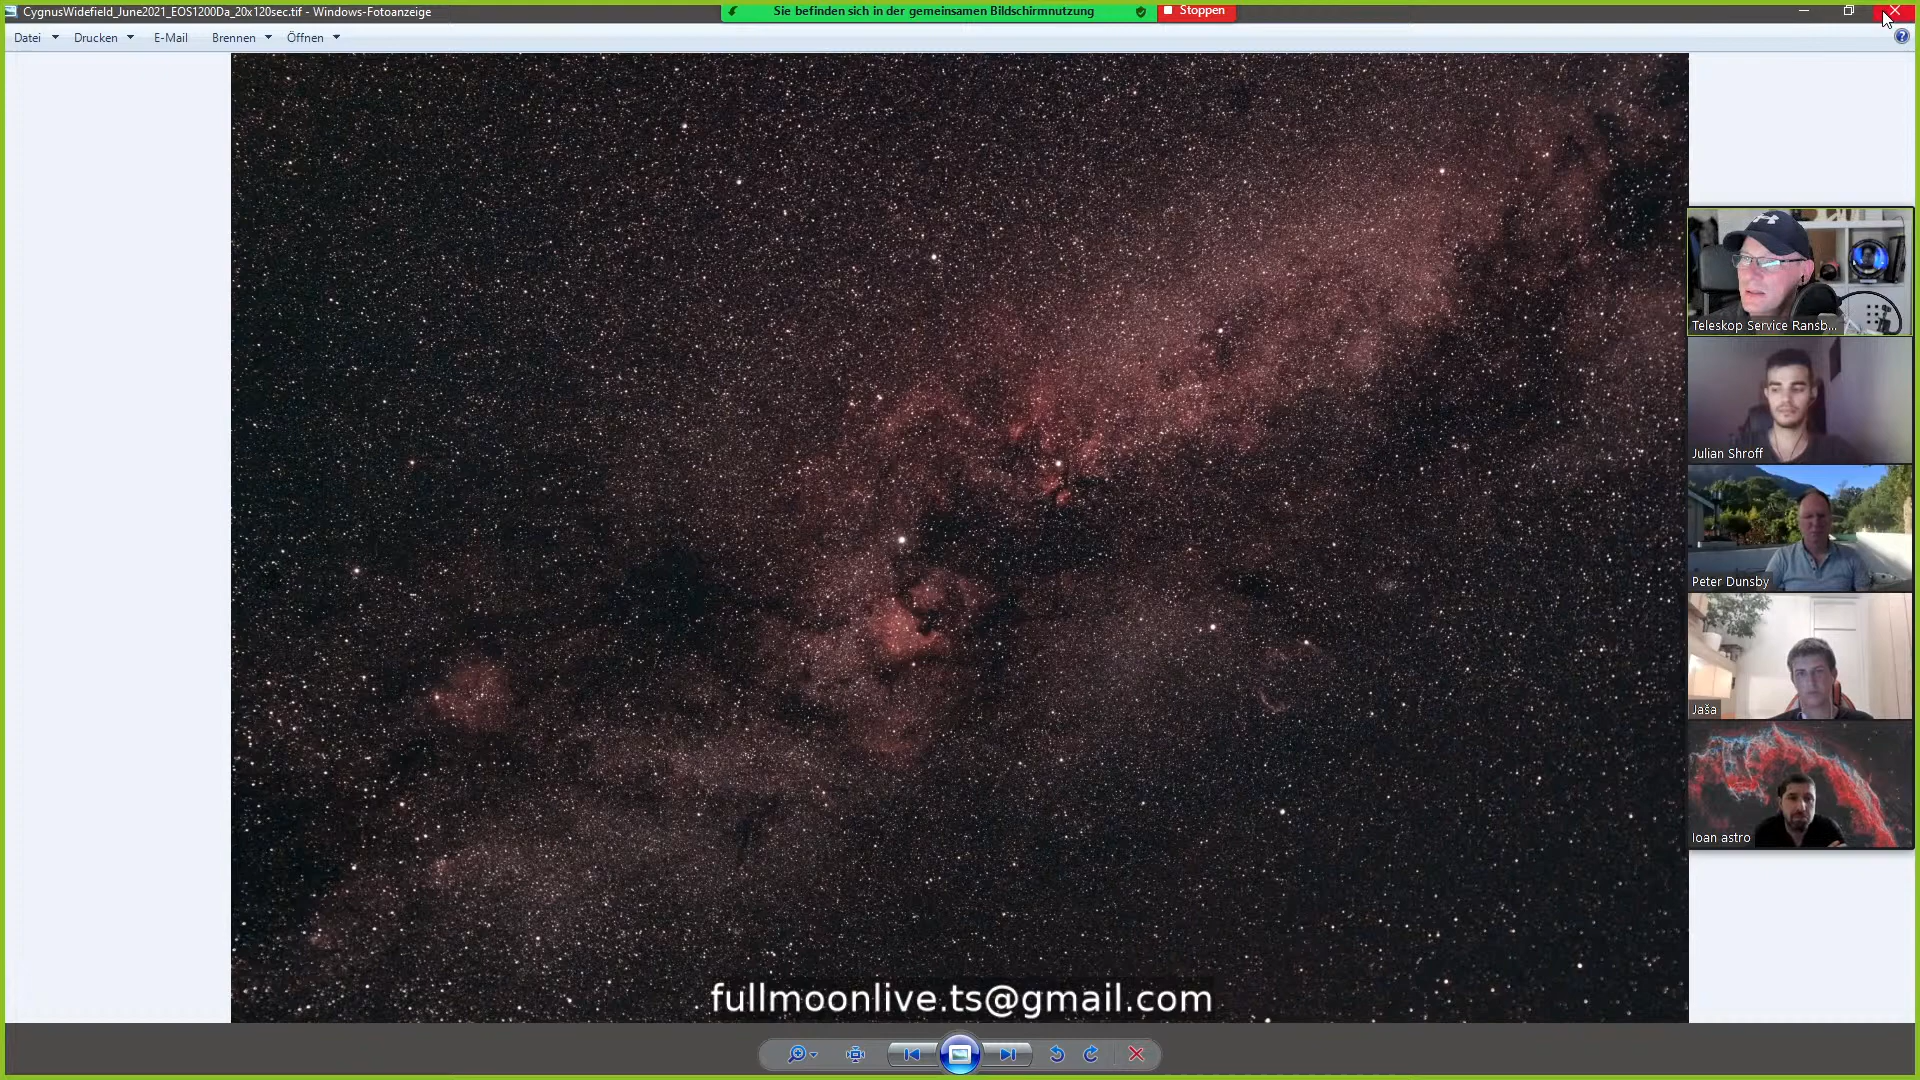 CygnusWidefield_June2021_EOS1200Da_20x120sec.tif - Windows-Fotoanzeige
Sie befinden sich in der gemeinsamen Bildschirmnutzung
Stoppen
Datei Drucken E-Mail Brennen Öffnen
Teleskop Service Ransb...
Julian Shroff
Peter Dunsby
Jaša
Ioan astro
fullmoonlive.ts@gmail.com